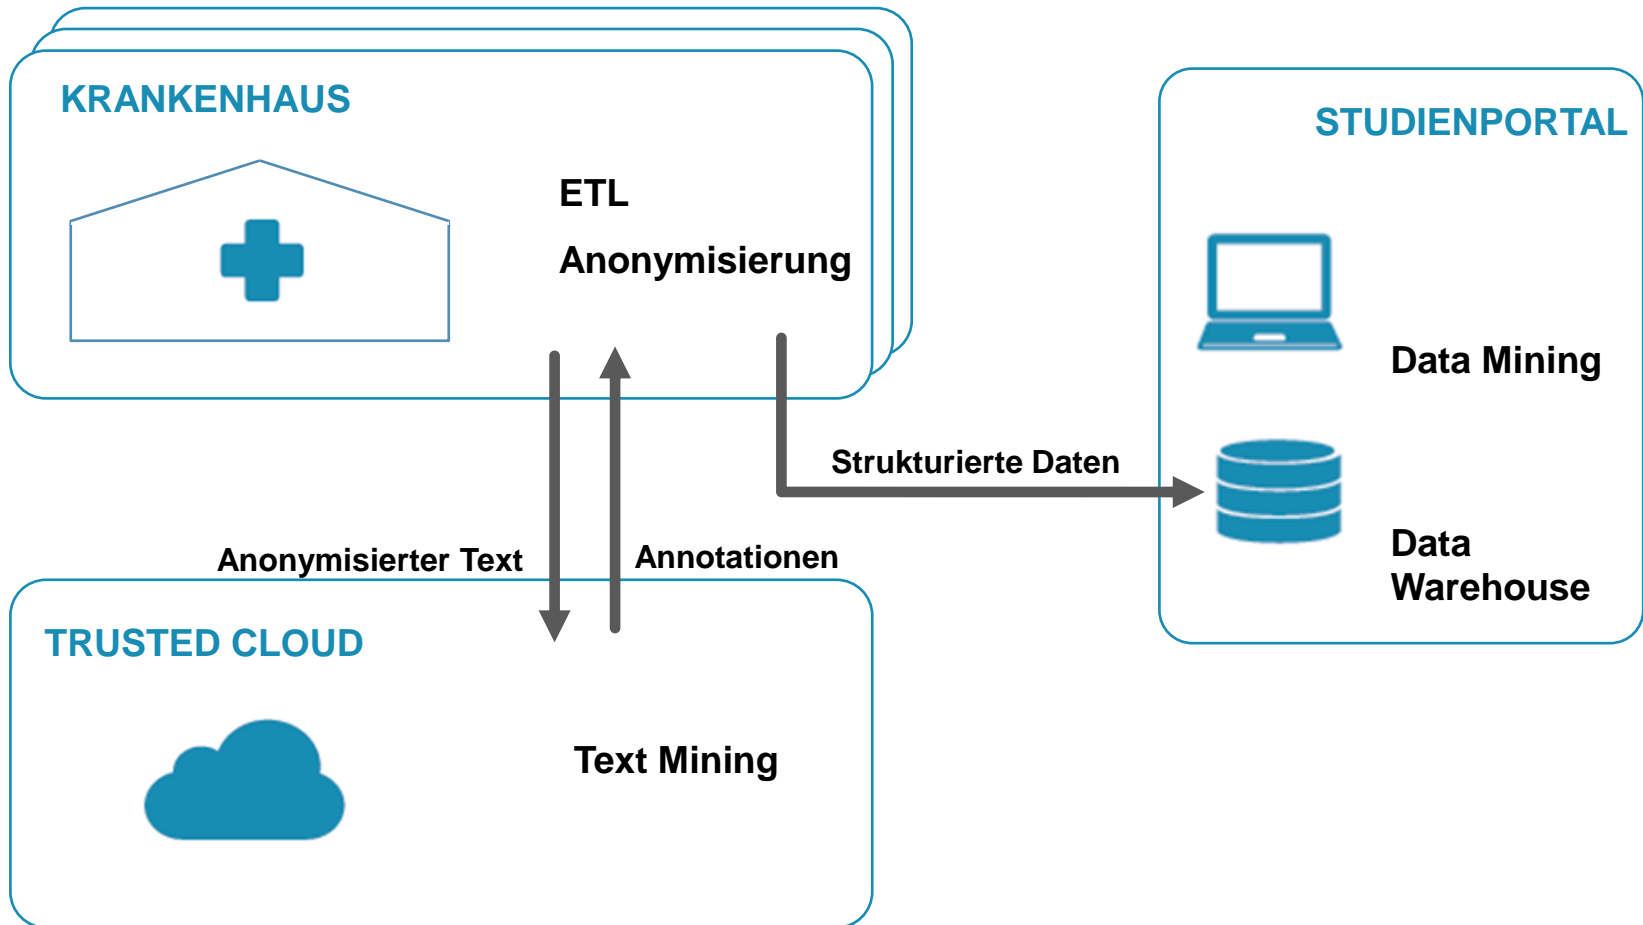 KRANKENHAUS
ETL
Anonymisierung
STUDIENPORTAL
Data Mining
Strukturierte Daten
Data
Warehouse
Anonymisierter Text
Annotationen
TRUSTED CLOUD
Text Mining